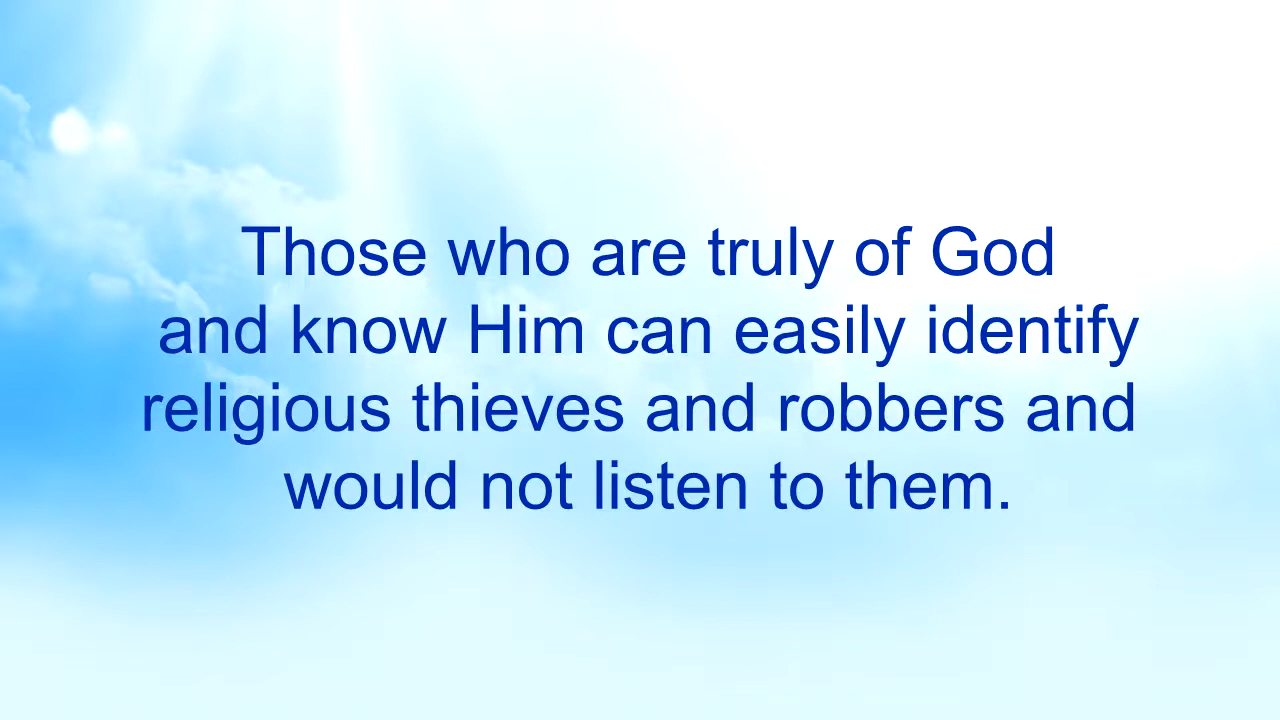 Those who are truly of God
and know Him can easily identify
religious thieves and robbers and
would not listen to them.